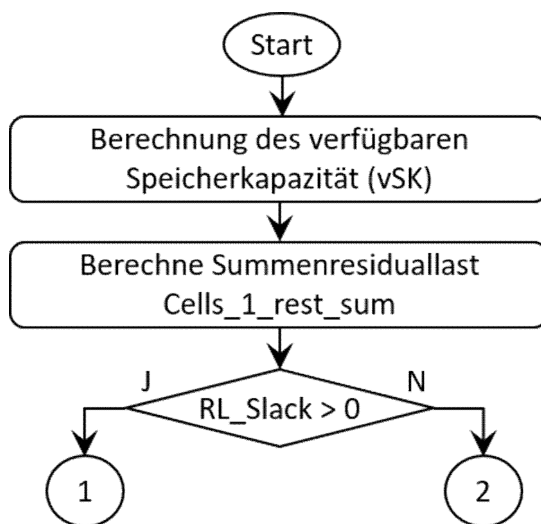 Start
Berechnung des verfügbaren
Speicherkapazität (vSK)
Berechne Summenresiduallast
Cells_1_rest_sum
J
N
RL_Slack > 0
1
2